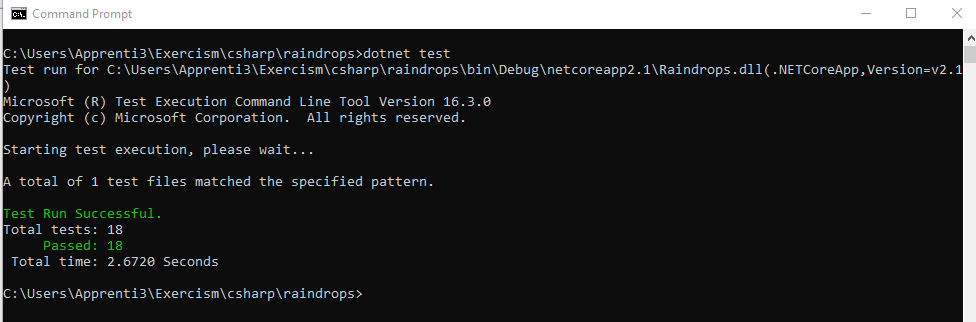 Command Prompt
C:\Users\Apprenti3\Exercism\csharp\raindrops>dotnet test
Test run for C:\Users\Apprenti3\Exercism\csharp\raindrops\bin\Debug\netcoreapp2.1\Raindrops.dll(.NETCoreApp,Version=v2.1
)
Microsoft (R) Test Execution Command Line Tool Version 16.3.0
Copyright (c) Microsoft Corporation.  All rights reserved.
Starting test execution, please wait...
A total of 1 test files matched the specified pattern.
Test Run Successful.
Total tests: 18
     Passed: 18
 Total time: 2.6720 Seconds
C:\Users\Apprenti3\Exercism\csharp\raindrops>